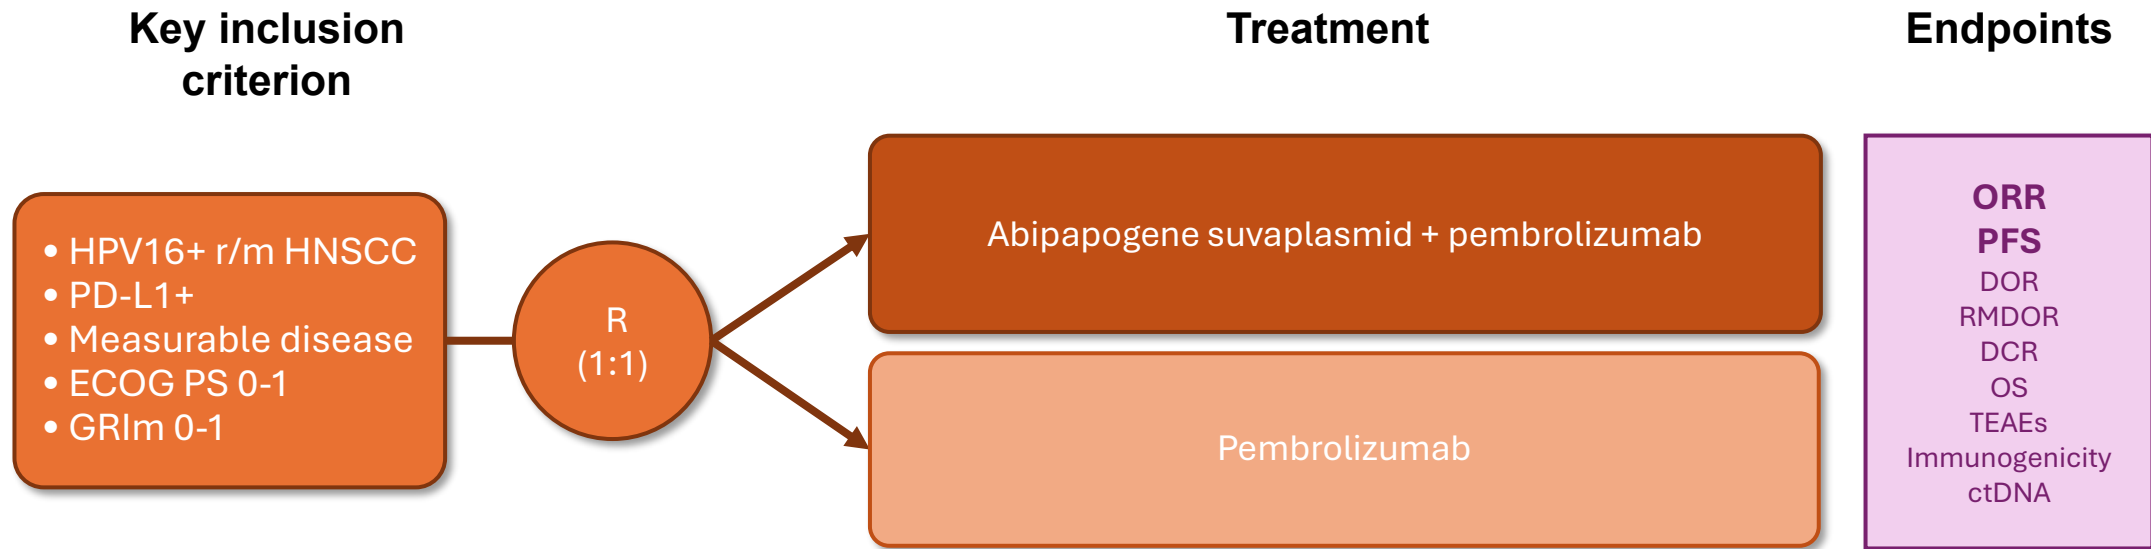 Key inclusion
criterion
Treatment
Endpoints
• HPV16+ r/m HNSCC
• PD-L1+
• Measurable disease
• ECOG PS 0-1
• GRIm 0-1
R
(1:1)
Abipapogene suvaplasmid + pembrolizumab
Pembrolizumab
ORR
PFS
DOR
RMDOR
DCR
OS
TEAEs
Immunogenicity
ctDNA